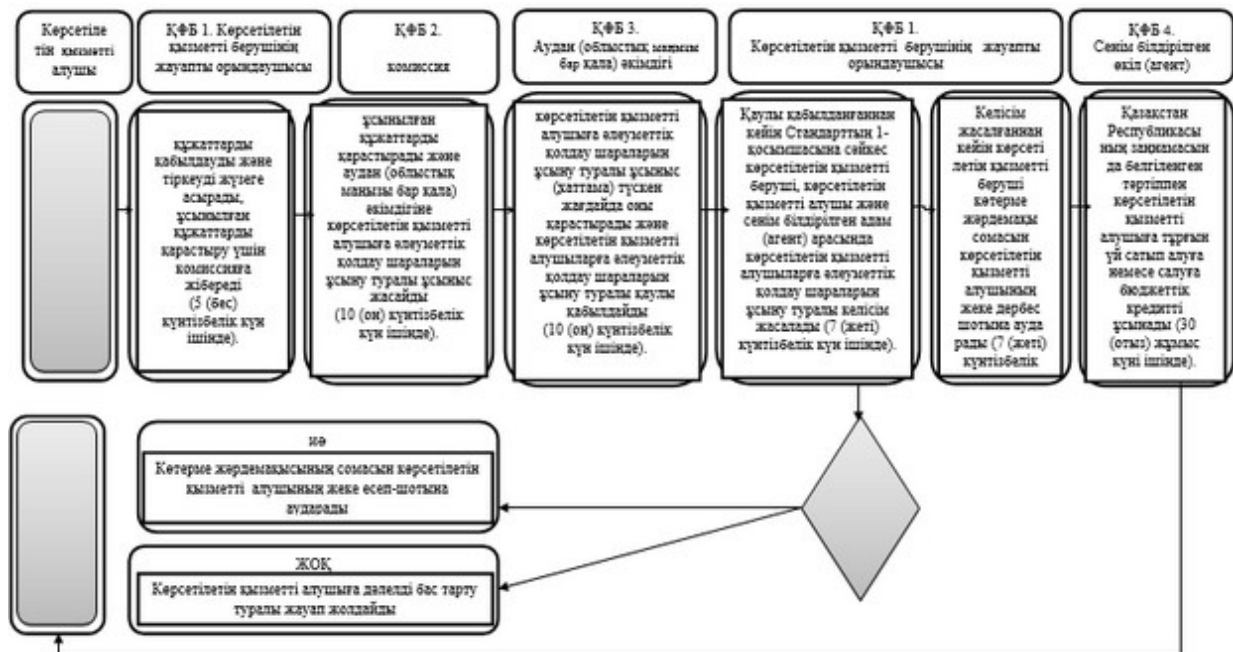 Көрсетіле
тін қызметті
алушы
ҚФБ 1. Көрсетілетін
қызметті берушінің
жауапты орындаушысы
ҚФБ 2.
комиссия
ҚФБ 3.
Аудан (облыстық маңызы
бар қала) әкімдігі
ҚФБ 1.
Көрсетілетін қызметті берушінің жауапты
орындаушысы
ҚФБ 4.
Сенім білдірілген
өкіл (агент)
құжаттарды
қабылдауды және
тіркеуді жүзеге
асырады,
ұсынылған
құжаттарды
қарастыру үшін
комиссияға
жібереді
(5 (бес)
күнтізбелік күн
ішінде).
ұсынылған
құжаттарды
қарастырады және
аудан (облыстық
маңызы бар қала)
әкімдігіне
көрсетілетін қызметті
алушыға әлеуметтік
қолдау шараларын
ұсыну туралы ұсыныс
жасайды
(10 (он) күнтізбелік
күн ішінде).
көрсетілетін қызметті
алушыға әлеуметтік
қолдау шараларын
ұсыну туралы ұсыныс
(хаттама) түскен
жағдайда оны
қарастырады және
көрсетілетін қызметті
алушыларға әлеуметтік
қолдау шараларын
ұсыну туралы қаулы
қабылдайды
(10 (он) күнтізбелік
күн ішінде).
Қаулы қабылданғаннан
кейін Стандарттың 1-
қосымшасына сәйкес
көрсетілетін қызметті
беруші, көрсетілетін
қызметті алушы және
сенім білдірілген адам
(агент) арасында
көрсетілетін қызметті
алушыларға әлеуметтік
қолдау шараларын
ұсыну туралы келісім
жасалады (7 (жеті)
күнтізбелік күн ішінде).
Келісім
жасалғаннан
кейін көрсеті
летін қызметті
беруші
көтерме
жәрдемақы
сомасын
көрсетілетін
қызметті
алушының
жеке дербес
шотына ауда
рады (7 (жеті)
күнтізбелік
Қазақстан
Республикасы
ның заңнамасын
да белгіленген
тәртіппен
көрсетілетін
қызметті
алушыға тұрғын
үй сатып алуға
немесе салуға
бюджеттік
кредитті
ұсынады (30
(отыз) жұмыс
күні ішінде).
иә
Көтерме жәрдемақысының сомасын көрсетілетін
қызметті алушының жеке есеп-шотына
аударады
ЖОҚ
Көрсетілетін қызметті алушыға дәлелді бас тарту
туралы жауап жолдайды